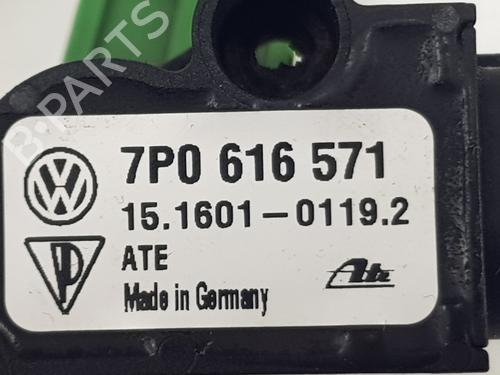 B-PARTS
7P0 616 571
15.1601-0119.2
ATE
Ate
Made in Germany